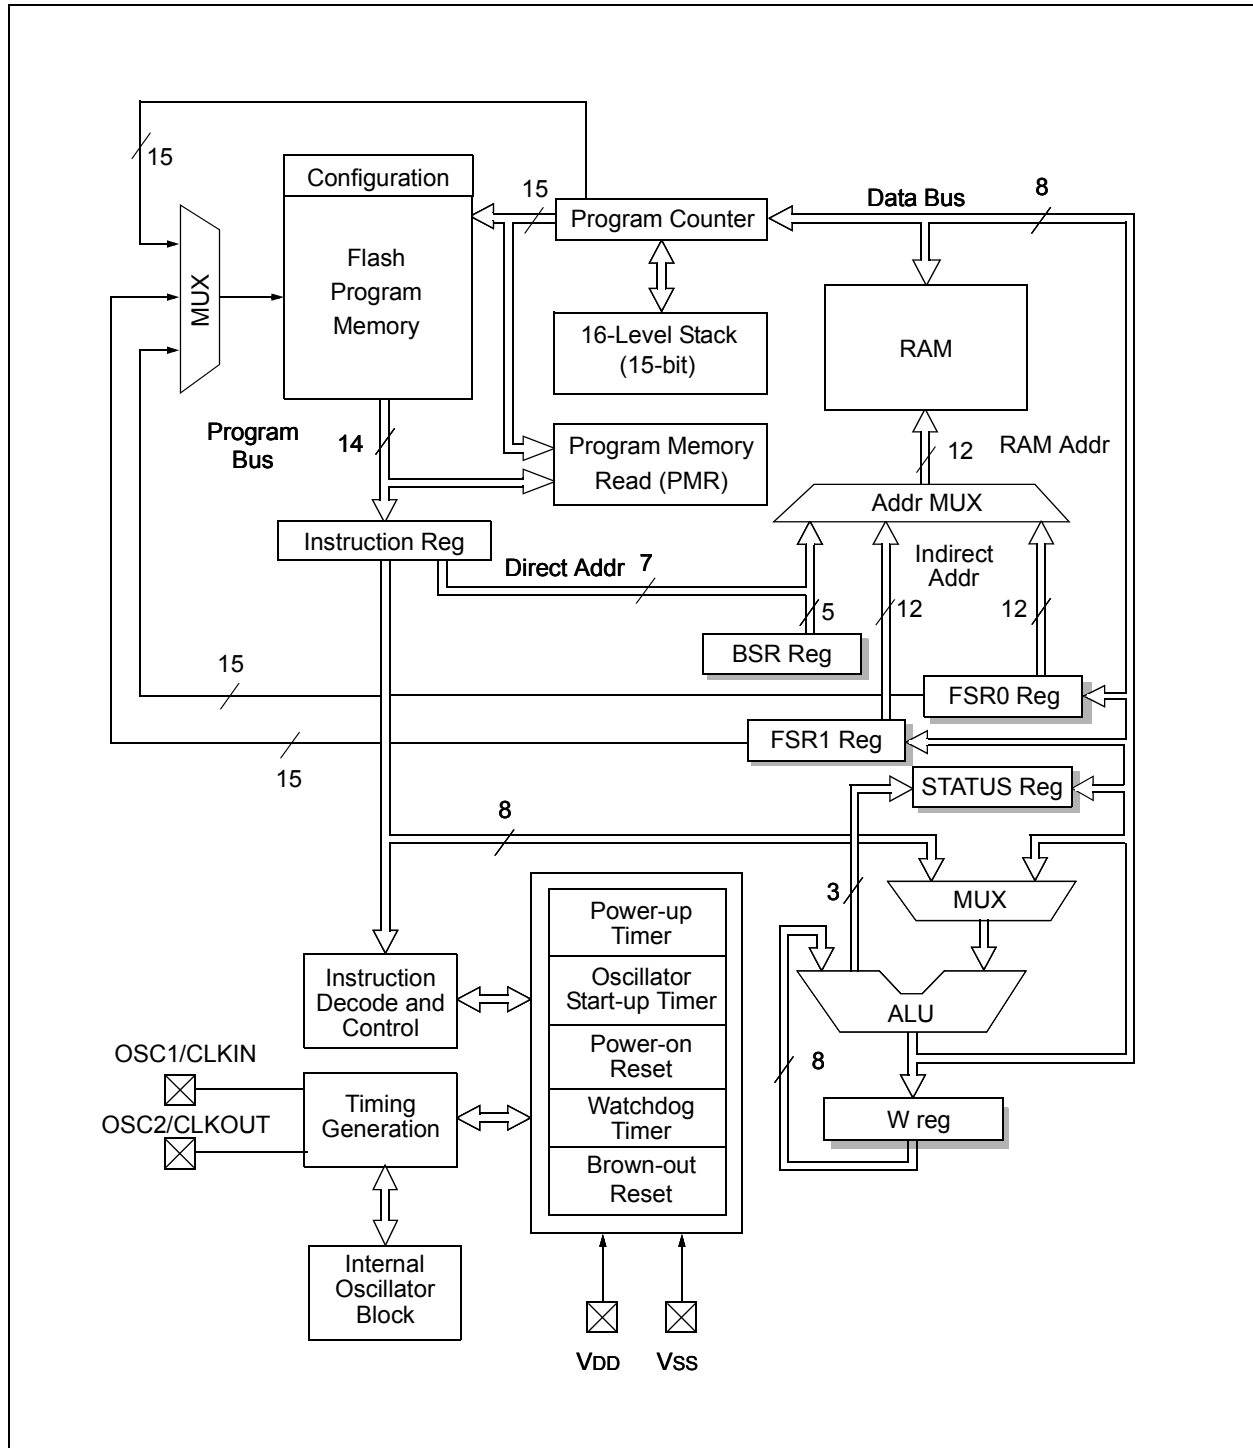 15
Configuration
15
Data Bus
8
Program Counter
Flash
Program
Memory
MUX
16-Level Stack
(15-bit)
RAM
Program
Bus
14
Program Memory
Read (PMR)
12
RAM Addr
Addr MUX
Instruction Reg
Direct Addr
7
Indirect
Addr
5
12
12
BSR Reg
15
FSR0 Reg
FSR1 Reg
15
STATUS Reg
8
3
MUX
Power-up
Timer
Instruction
Decode and
Control
Oscillator
Start-up Timer
ALU
OSC1/CLKIN
Power-on
Reset
8
OSC2/CLKOUT
Timing
Generation
Watchdog
Timer
W reg
Brown-out
Reset
Internal
Oscillator
Block
VDD
VSS